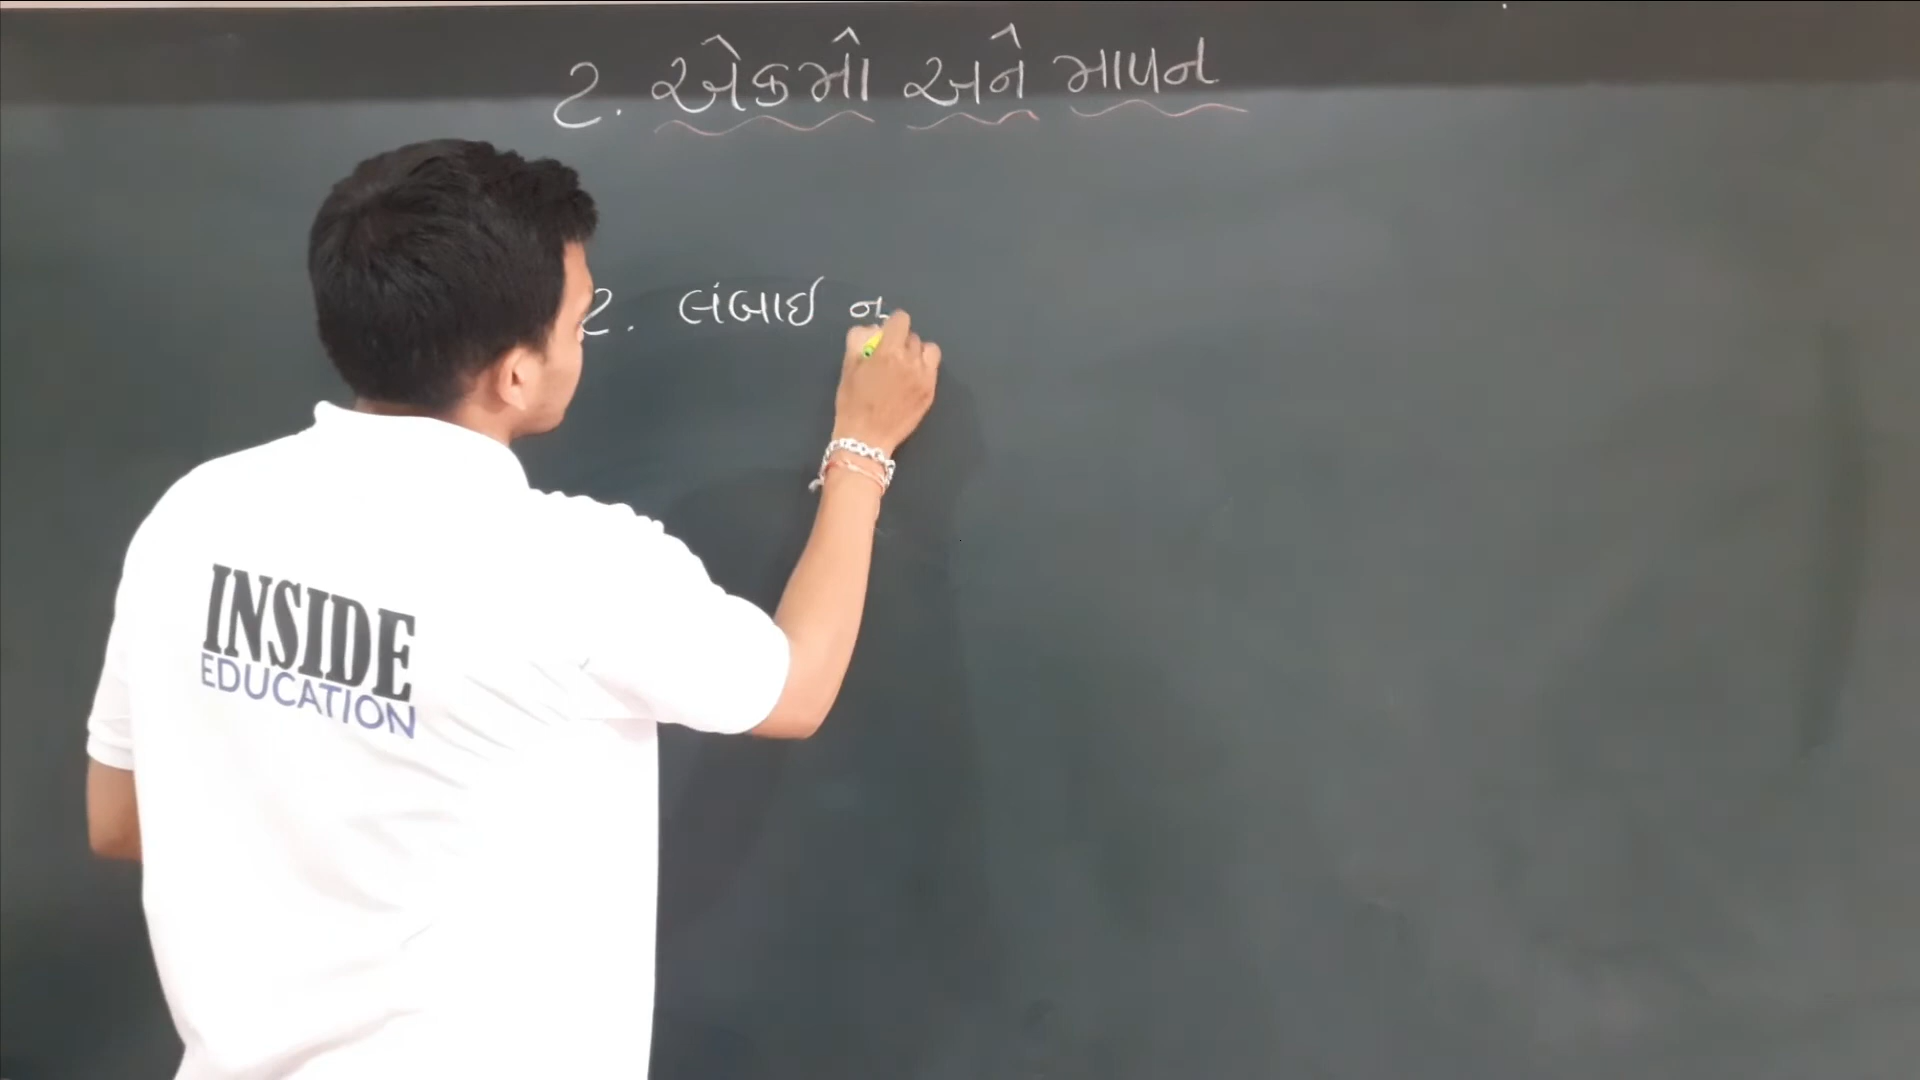 ૨. એકમો અને માપન
૨. લંબાઈ ન
INSIDE
EDUCATION